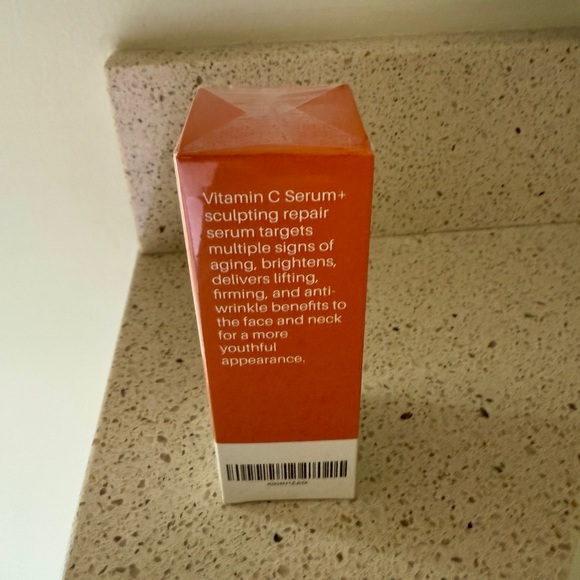 Vitamin C Serum+
sculpting repair
serum targets
multiple signs of
aging, brightens,
delivers lifting,
firming, and anti-
wrinkle benefits to
the face and neck
for a more
youthful
appearance.